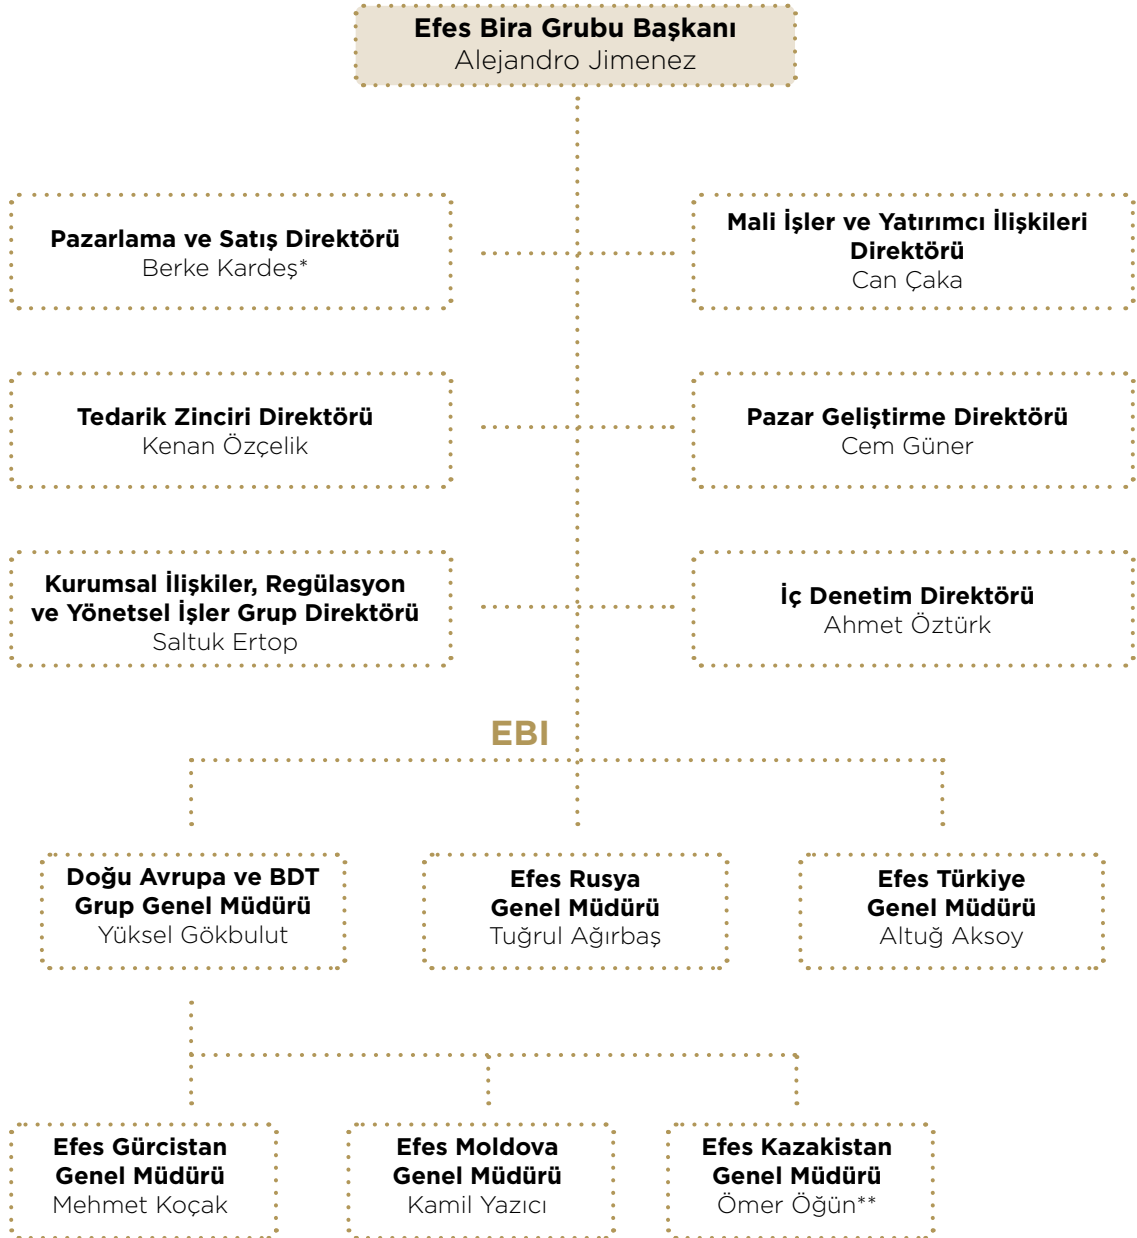 Efes Bira Grubu Başkanı
Alejandro Jimenez
Pazarlama ve Satış Direktörü
Berke Kardeş*
Mali İşler ve Yatırımcı İlişkileri
Direktörü
Can Çaka
Tedarik Zinciri Direktörü
Kenan Özçelik
Pazar Geliştirme Direktörü
Cem Güner
Kurumsal İlişkiler, Regülasyon
ve Yönetsel İşler Grup Direktörü
Saltuk Ertop
İç Denetim Direktörü
Ahmet Öztürk
EBI
Doğu Avrupa ve BDT
Grup Genel Müdürü
Yüksel Gökbulut
Efes Rusya
Genel Müdürü
Tuğrul Ağırbaş
Efes Türkiye
Genel Müdürü
Altuğ Aksoy
Efes Gürcistan
Genel Müdürü
Mehmet Koçak
Efes Moldova
Genel Müdürü
Kamil Yazıcı
Efes Kazakistan
Genel Müdürü
Ömer Öğün**